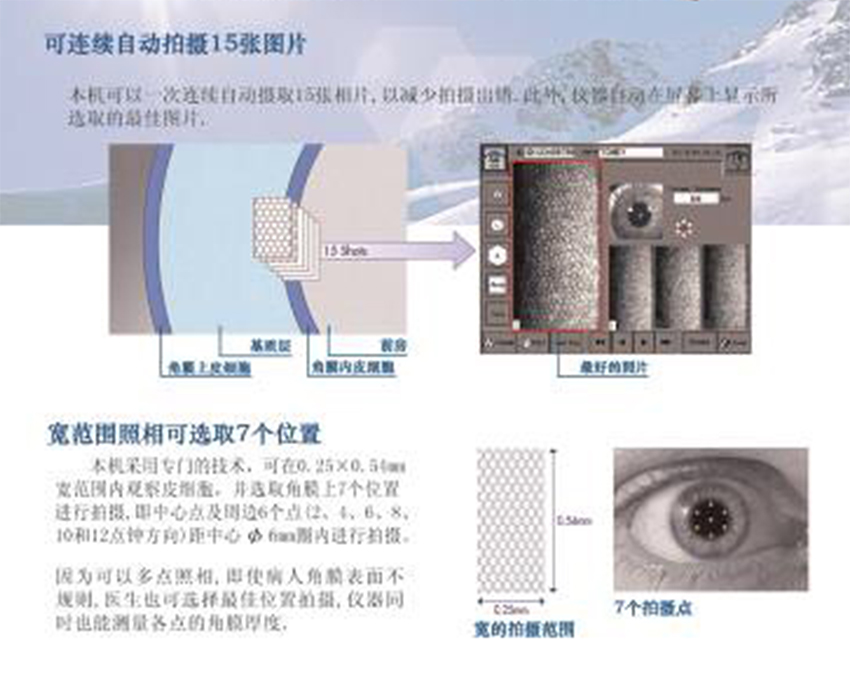 可连续自动拍摄15张图片
本机可以一次连续自动摄取15张相片,以减少拍摄出错.此外,仪器自动在屏幕上显示所
选取的最佳图片.
15 Shots
基质层
前房
角膜上皮细胞
角膜内皮细胞
最好的图片
宽范围照相可选取7个位置
本机采用专门的技术，可在0.25×0.54mm
宽范围内观察皮细胞，并选取角膜上7个位置
进行拍摄,即中心点及周边6个点(2、4、6、8、
10和12点钟方向)距中心 ф 6mm圈内进行拍摄。
因为可以多点照相,即使病人角膜表面不
规则,医生也可选择最佳位置拍摄,仪器同
时也能测量各点的角膜厚度.
0.54mm
0.25mm
宽的拍摄范围
7个拍摄点